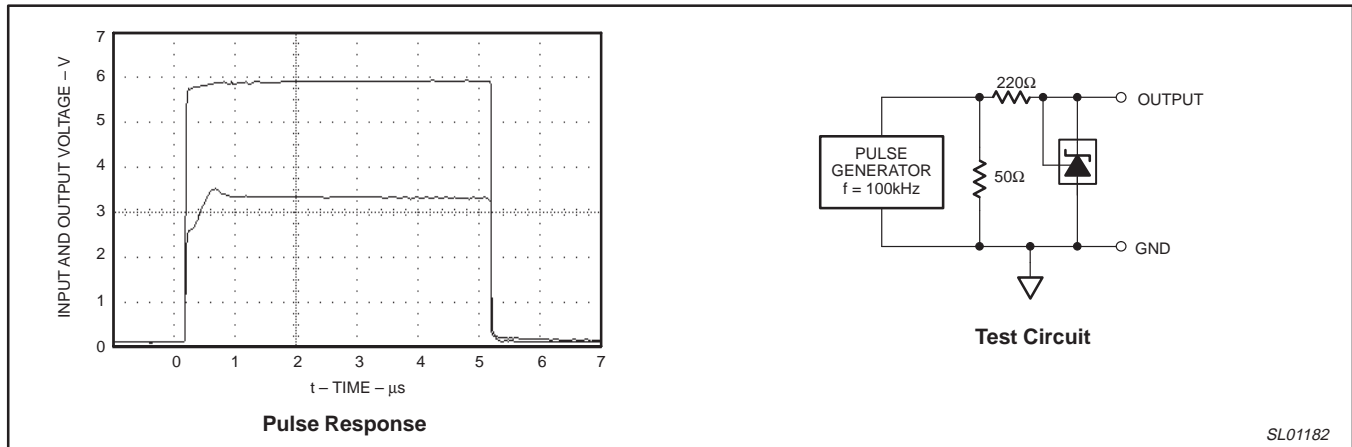 INPUT AND OUTPUT VOLTAGE – V
7
6
5
4
3
2
1
0
0 1 2 3 4 5 6 7
t – TIME – μs
Pulse Response
PULSE
GENERATOR
f = 100kHz
220Ω
50Ω
OUTPUT
GND
Test Circuit
SL01182